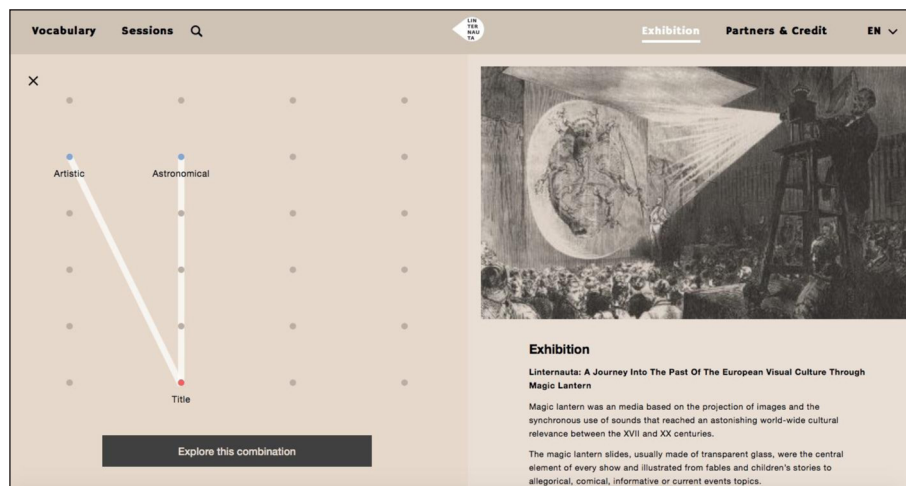 Vocabulary Sessions
LIN
TER
NAU
TA
Exhibition Partners & Credit EN
Artistic Astronomical
Title
Explore this combination
Exhibition
Linternauta: A Journey Into The Past Of The European Visual Culture Through
Magic Lantern
Magic lantern was an media based on the projection of images and the
synchronous use of sounds that reached an astonishing world-wide cultural
relevance between the XVII and XX centuries.
The magic lantern slides, usually made of transparent glass, were the central
element of every show and illustrated from fables and children's stories to
allegorical, comical, informative or current events topics.